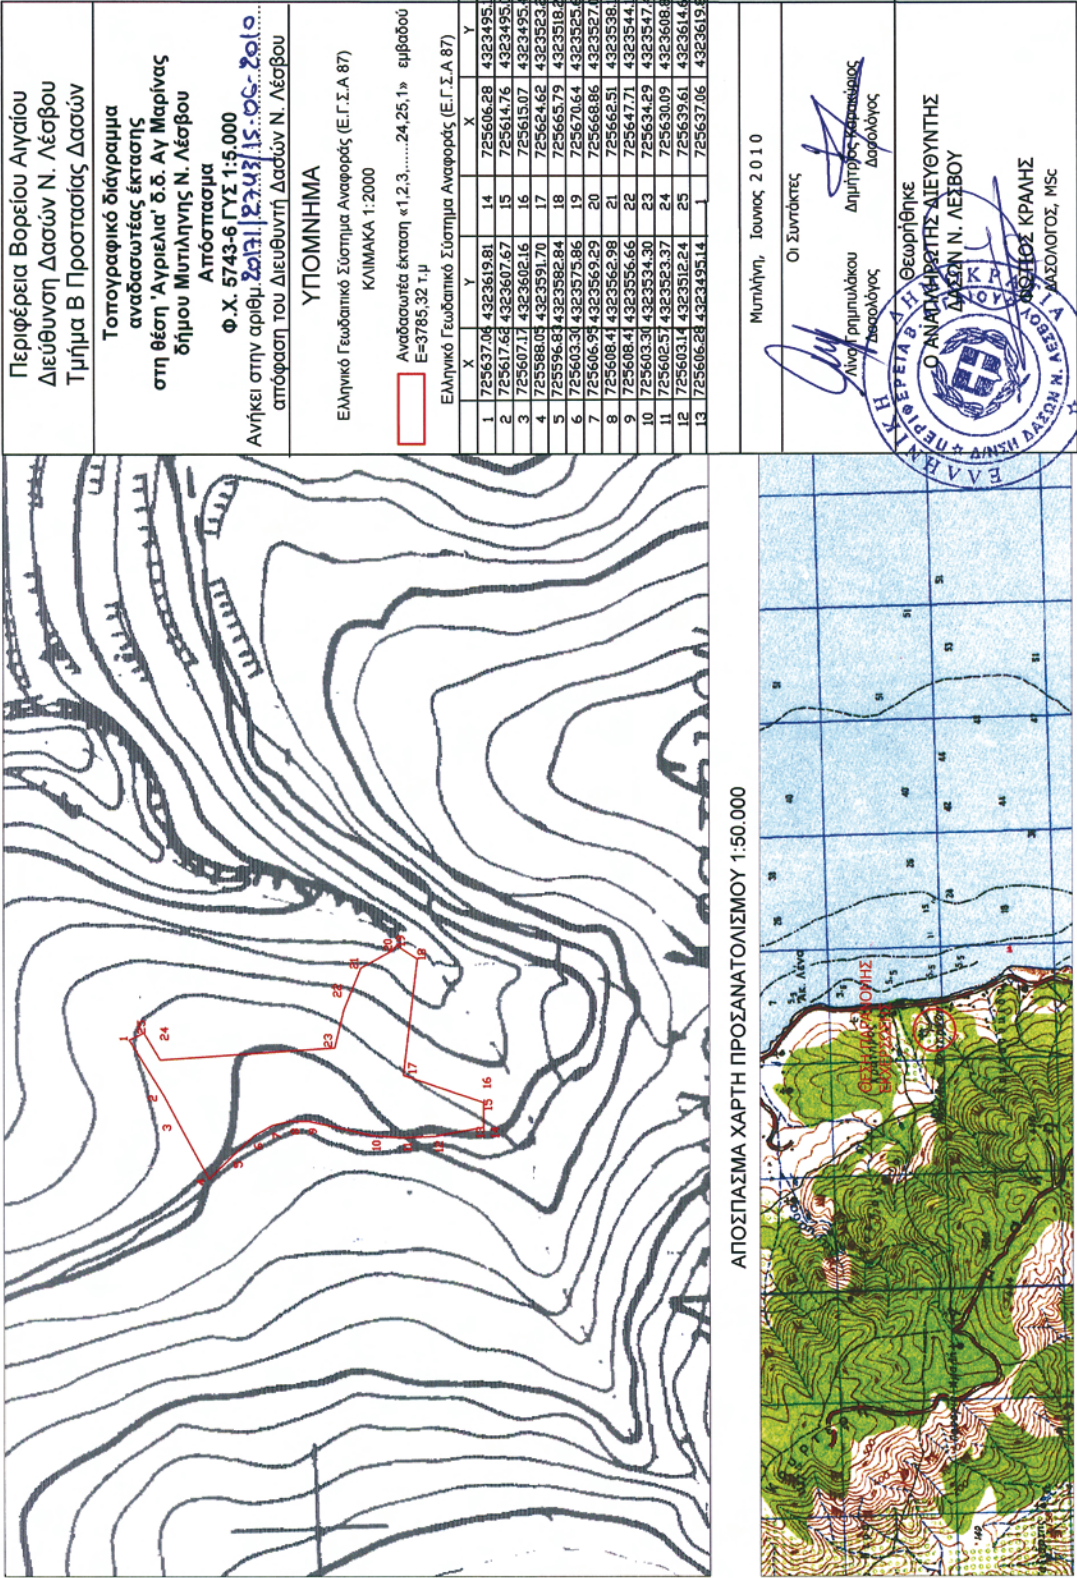 Περιφέρεια Βορείου Αιγαίου
Διεύθυνση Δασών Ν. Λέσβου
Τμήμα Β Προστασίας Δασών
Τοπογραφικό διάγραμμα
αναδασωτέας έκτασης
στη θέση 'Αγριελιά' δ.δ. Αγ Μαρίνας
δήμου Μυτιλήνης Ν. Λέσβου
Απόσπασμα
Φ.Χ. 5743-6 ΓΥΣ 1:5.000
Ανήκει στην αριθμ. 15-06-2010
απόφαση του Διευθυντή Δασών Ν. Λέσβου
ΥΠΟΜΝΗΜΑ
Ελληνικό Γεωδαιτικό Σύστημα Αναφοράς (Ε.Γ.Σ.Α 87)
ΚΛΙΜΑΚΑ 1:2000
Αναδασωτέα έκταση «1,2,3,.........24,25,1» εμβαδού
Ε=3785,32 τ.μ
Ελληνικό Γεωδαιτικό Σύστημα Αναφοράς (Ε.Γ.Σ.Α 87)
X Y X Y
1 725637.06 4323619.81 14 725606.28 4323495.
2 725617.62 4323607.67 15 725614.76 4323495.
3 725607.17 4323602.16 16 725615.07 4323495.
4 725588.05 4323591.70 17 725624.62 4323523.
5 725596.83 4323582.84 18 725665.79 4323518.
6 725603.30 4323575.86 19 725670.64 4323525.
7 725606.95 4323569.29 20 725668.86 4323527.
8 725608.41 4323562.98 21 725662.51 4323538.
9 725608.41 4323556.66 22 725647.71 4323544.
10 725603.30 4323534.30 23 725634.29 4323547.
11 725602.57 4323523.37 24 725630.09 4323608.
12 725603.14 4323512.24 25 725639.61 4323614.
13 725606.28 4323495.14 1 725637.06 4323619.
Μυτιλήνη, Ιουνιος 2010
Οι Συντάκτες
Λίνα Γρημπυλάκου Δημήτριος Καρακύριος
Δασολόγος Δασολόγος
Θεωρήθηκε
Ο ΑΝΑΠΛΗΡΩΤΗΣ ΔΙΕΥΘΥΝΤΗΣ
ΔΑΣΩΝ Ν. ΛΕΣΒΟΥ
ΦΩΤΙΟΣ ΚΡΑΛΗΣ
ΔΑΣΟΛΟΓΟΣ, MSc
ΑΠΟΣΠΑΣΜΑ ΧΑΡΤΗ ΠΡΟΣΑΝΑΤΟΛΙΣΜΟΥ 1:50.000
ΘΕΣΗ ΠΑΡΑΝΟΜΗΣ
ΕΚΧΕΡΣΩΣΗΣ